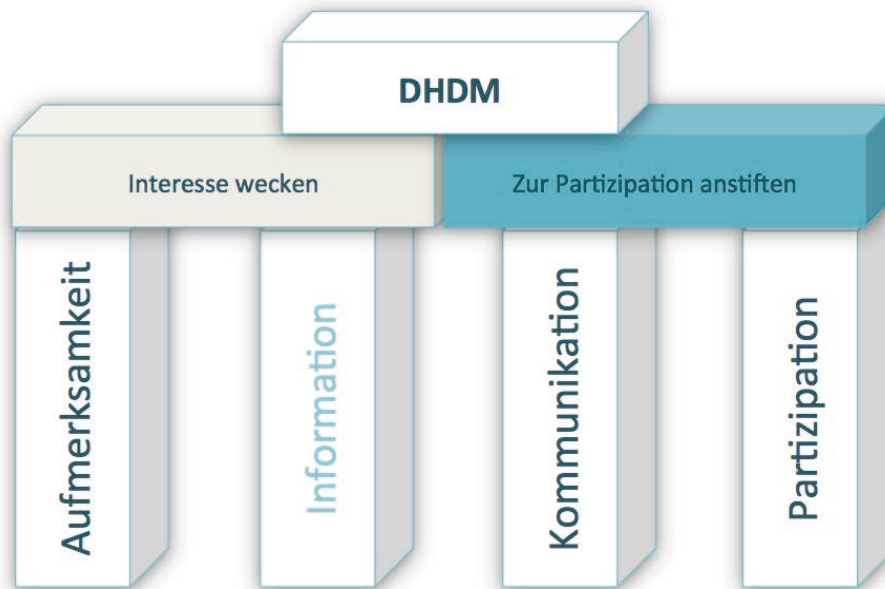 DHDM
Interesse wecken
Zur Partizipation anstiften
Aufmerksamkeit
Information
Kommunikation
Partizipation